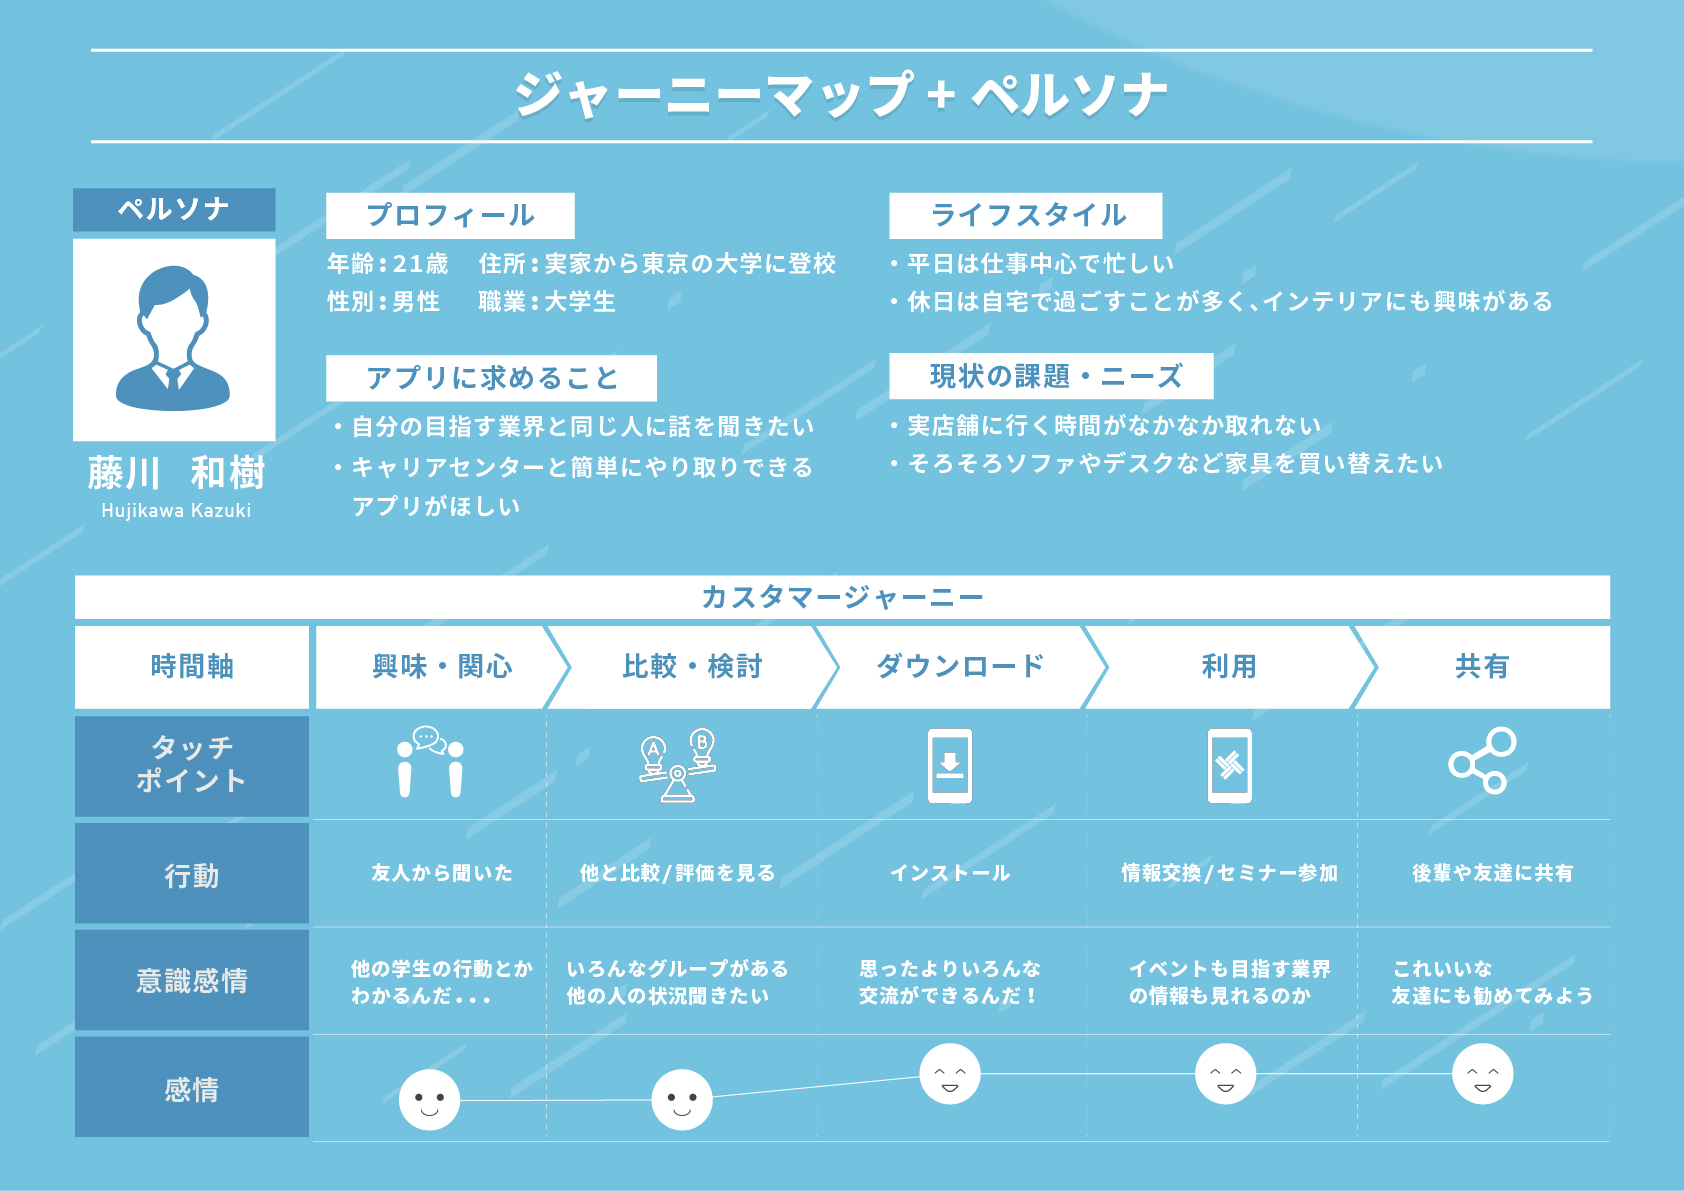 ジャーニーマップ + ペルソナ
ペルソナ
藤川 和樹
Hujikawa Kazuki
プロフィール
年齢：21歳 住所：実家から東京の大学に登校
性別：男性 職業：大学生
アプリに求めること
・自分の目指す業界と同じ人に話を聞きたい
・キャリアセンターと簡単にやり取りできる
アプリがほしい
ライフスタイル
・平日は仕事中心で忙しい
・休日は自宅で過ごすことが多く、インテリアにも興味がある
現状の課題・ニーズ
・実店舗に行く時間がなかなか取れない
・そろそろソファやデスクなど家具を買い替えたい
カスタマージャーニー
時間軸
興味・関心
比較・検討
ダウンロード
利用
共有
タッチ
ポイント
A
B
行動
友人から聞いた
他と比較/評価を見る
インストール
情報交換/セミナー参加
後輩や友達に共有
意識感情
他の学生の行動とか
わかるんだ...
いろんなグループがある
他の人の状況聞きたい
思ったよりいろんな
交流ができるんだ！
イベントも目指す業界
の情報も見れるのか
これいいな
友達にも勧めてみよう
感情